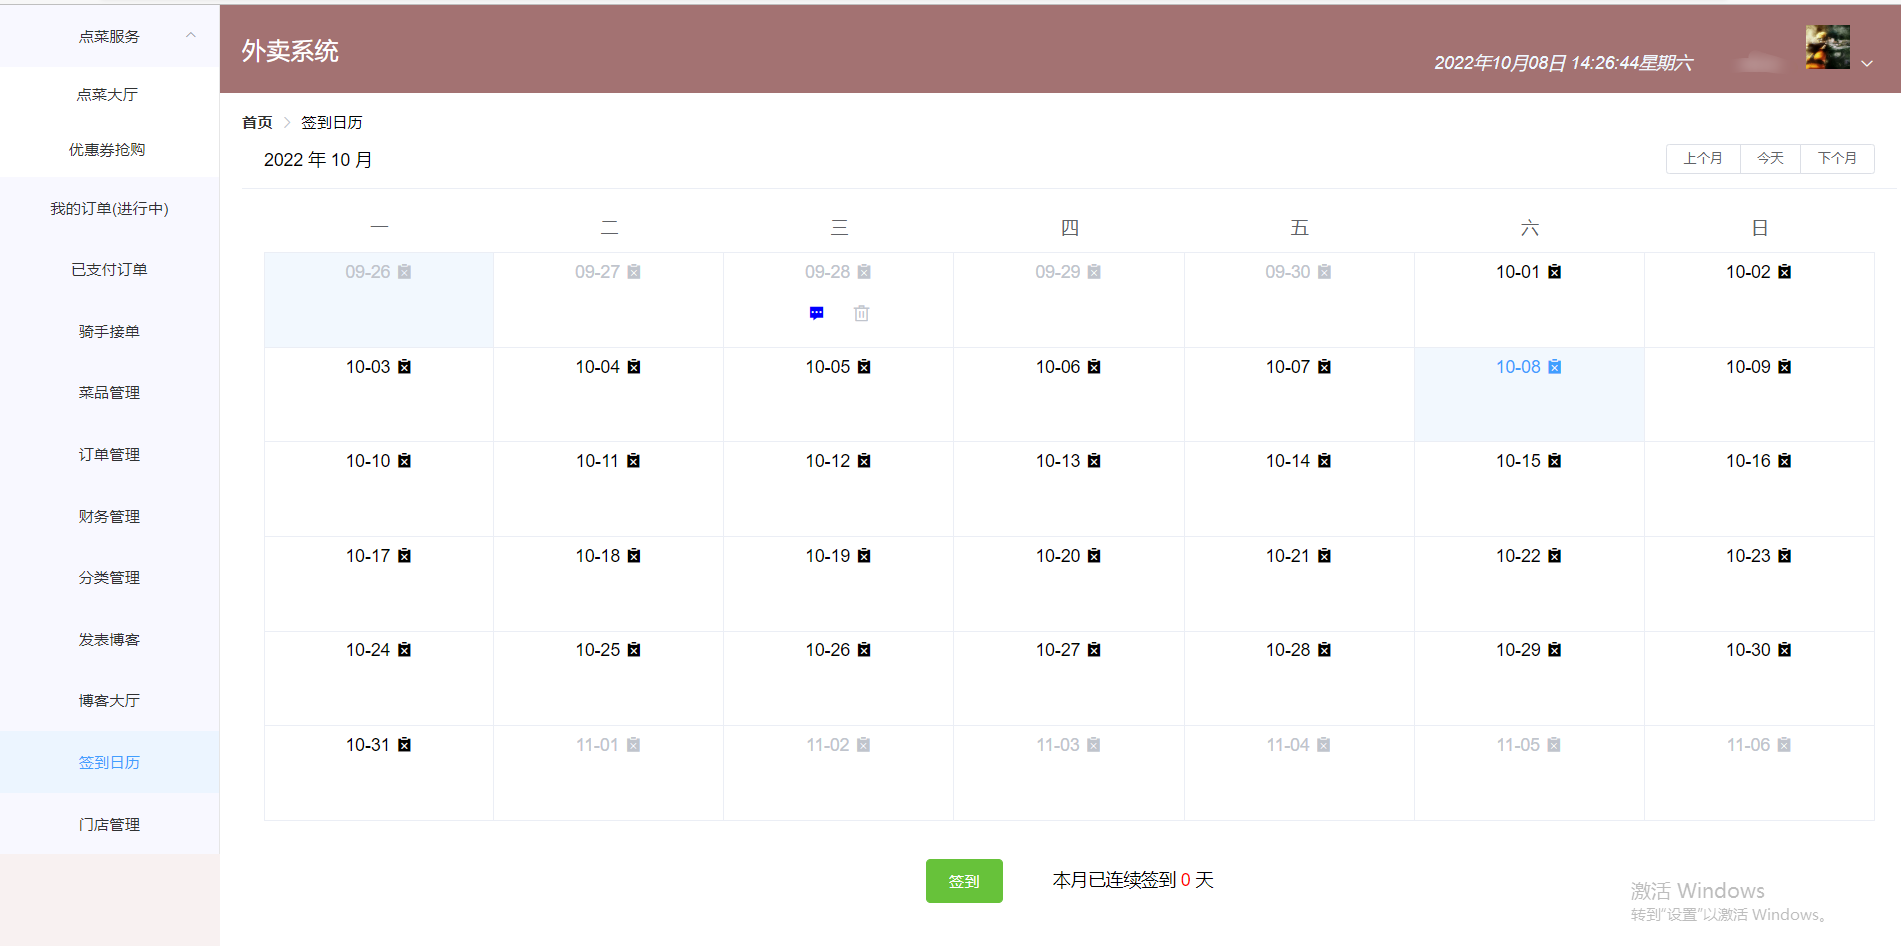 点菜服务
点菜大厅
优惠券抢购
我的订单(进行中)
已支付订单
骑手接单
菜品管理
订单管理
财务管理
分类管理
发表博客
博客大厅
签到日历
门店管理
外卖系统
2022年10月08日 14:26:44星期六
首页 签到日历
2022 年 10 月
上个月 今天 下个月
一 二 三 四 五 六 日
09-26 09-27 09-28 09-29 09-30 10-01 10-02
10-03 10-04 10-05 10-06 10-07 10-08 10-09
10-10 10-11 10-12 10-13 10-14 10-15 10-16
10-17 10-18 10-19 10-20 10-21 10-22 10-23
10-24 10-25 10-26 10-27 10-28 10-29 10-30
10-31 11-01 11-02 11-03 11-04 11-05 11-06
签到 本月已连续签到 0 天
激活 Windows
转到“设置”以激活 Windows。